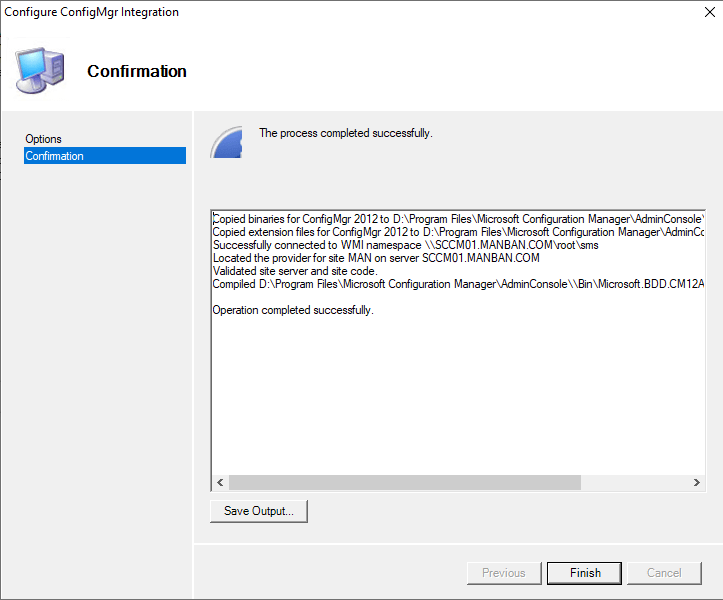 Configure ConfigMgr Integration
Confirmation
Options
Confirmation
The process completed successfully.
Copied binaries for ConfigMgr 2012 to D:\Program Files\Microsoft Configuration Manager\AdminConsole\
Copied extension files for ConfigMgr 2012 to D:\Program Files\Microsoft Configuration Manager\AdminCo
Successfully connected to WMI namespace \\SCCM01.MANBAN.COM\root\sms
Located the provider for site MAN on server SCCM01.MANBAN.COM
Validated site server and site code.
Compiled D:\Program Files\Microsoft Configuration Manager\AdminConsole\\Bin\Microsoft.BDD.CM12A
Operation completed successfully.
Save Output...
Previous
Finish
Cancel